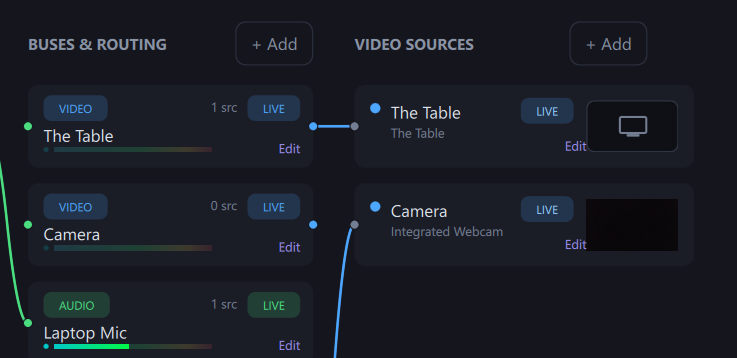 BUSES & ROUTING
+ Add
VIDEO
1 src
LIVE
The Table
Edit
VIDEO
0 src
LIVE
Camera
Edit
AUDIO
1 src
LIVE
Laptop Mic
Edit
VIDEO SOURCES
+ Add
The Table
The Table
LIVE
Edit
Camera
Integrated Webcam
LIVE
Edit